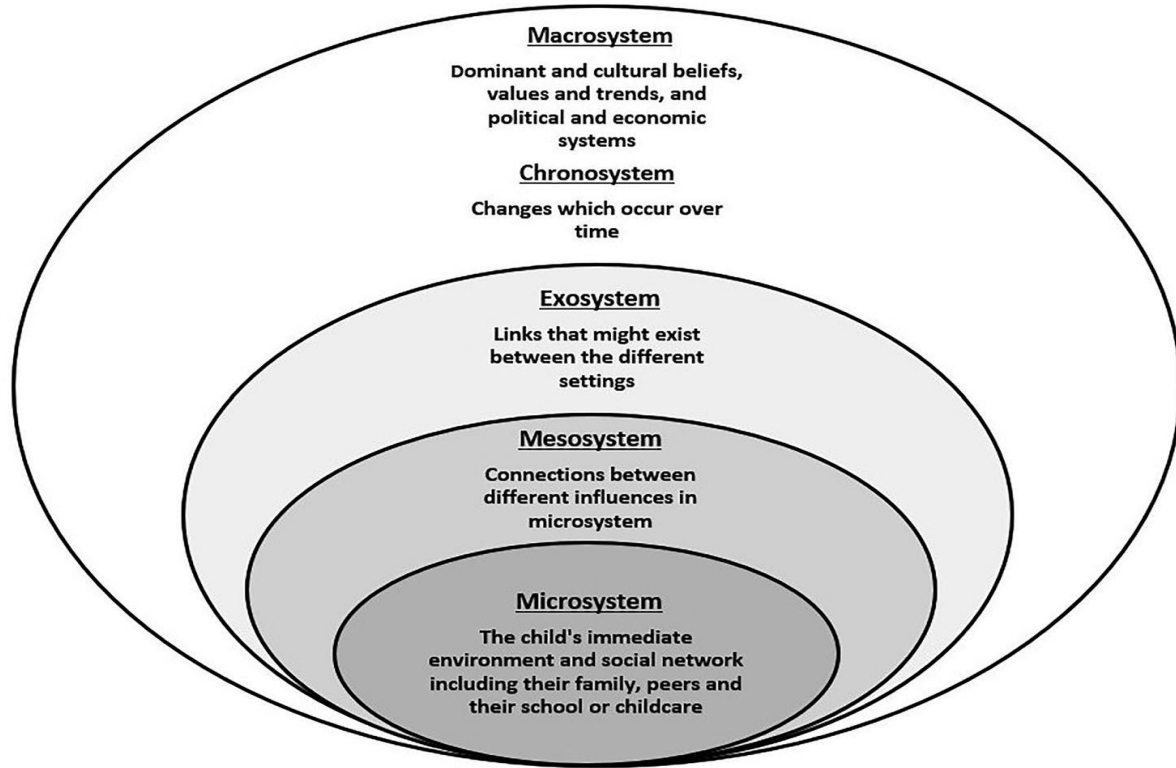 Macrosystem
Dominant and cultural beliefs,
values and trends, and
political and economic
systems
Chronosystem
Changes which occur over
time
Exosystem
Links that might exist
between the different
settings
Mesosystem
Connections between
different influences in
microsystem
Microsystem
The child's immediate
environment and social network
including their family, peers and
their school or childcare